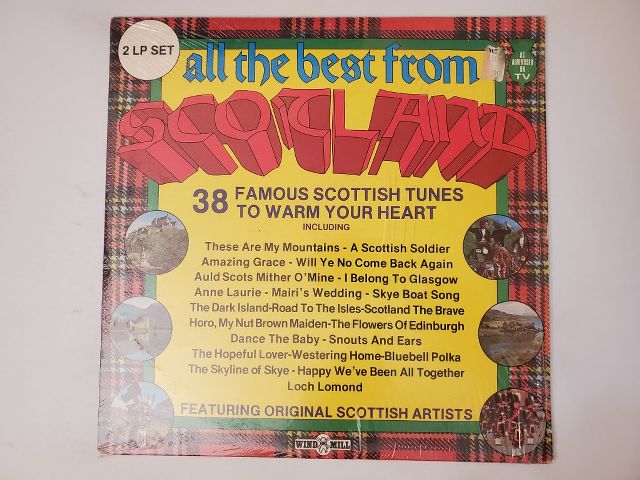 2 LP SET
all the best from
AS
ADVERTISED
ON
TV
SCOTLAND
38 FAMOUS SCOTTISH TUNES
TO WARM YOUR HEART
INCLUDING
These Are My Mountains - A Scottish Soldier
Amazing Grace - Will Ye No Come Back Again
Auld Scots Mither O'Mine - I Belong To Glasgow
Anne Laurie - Mairi's Wedding - Skye Boat Song
The Dark Island-Road To The Isles-Scotland The Brave
Horo, My Nut Brown Maiden-The Flowers Of Edinburgh
Dance The Baby - Snouts And Ears
The Hopeful Lover-Westering Home-Bluebell Polka
The Skyline of Skye - Happy We've Been All Together
Loch Lomond
FEATURING ORIGINAL SCOTTISH ARTISTS
WIND MILL